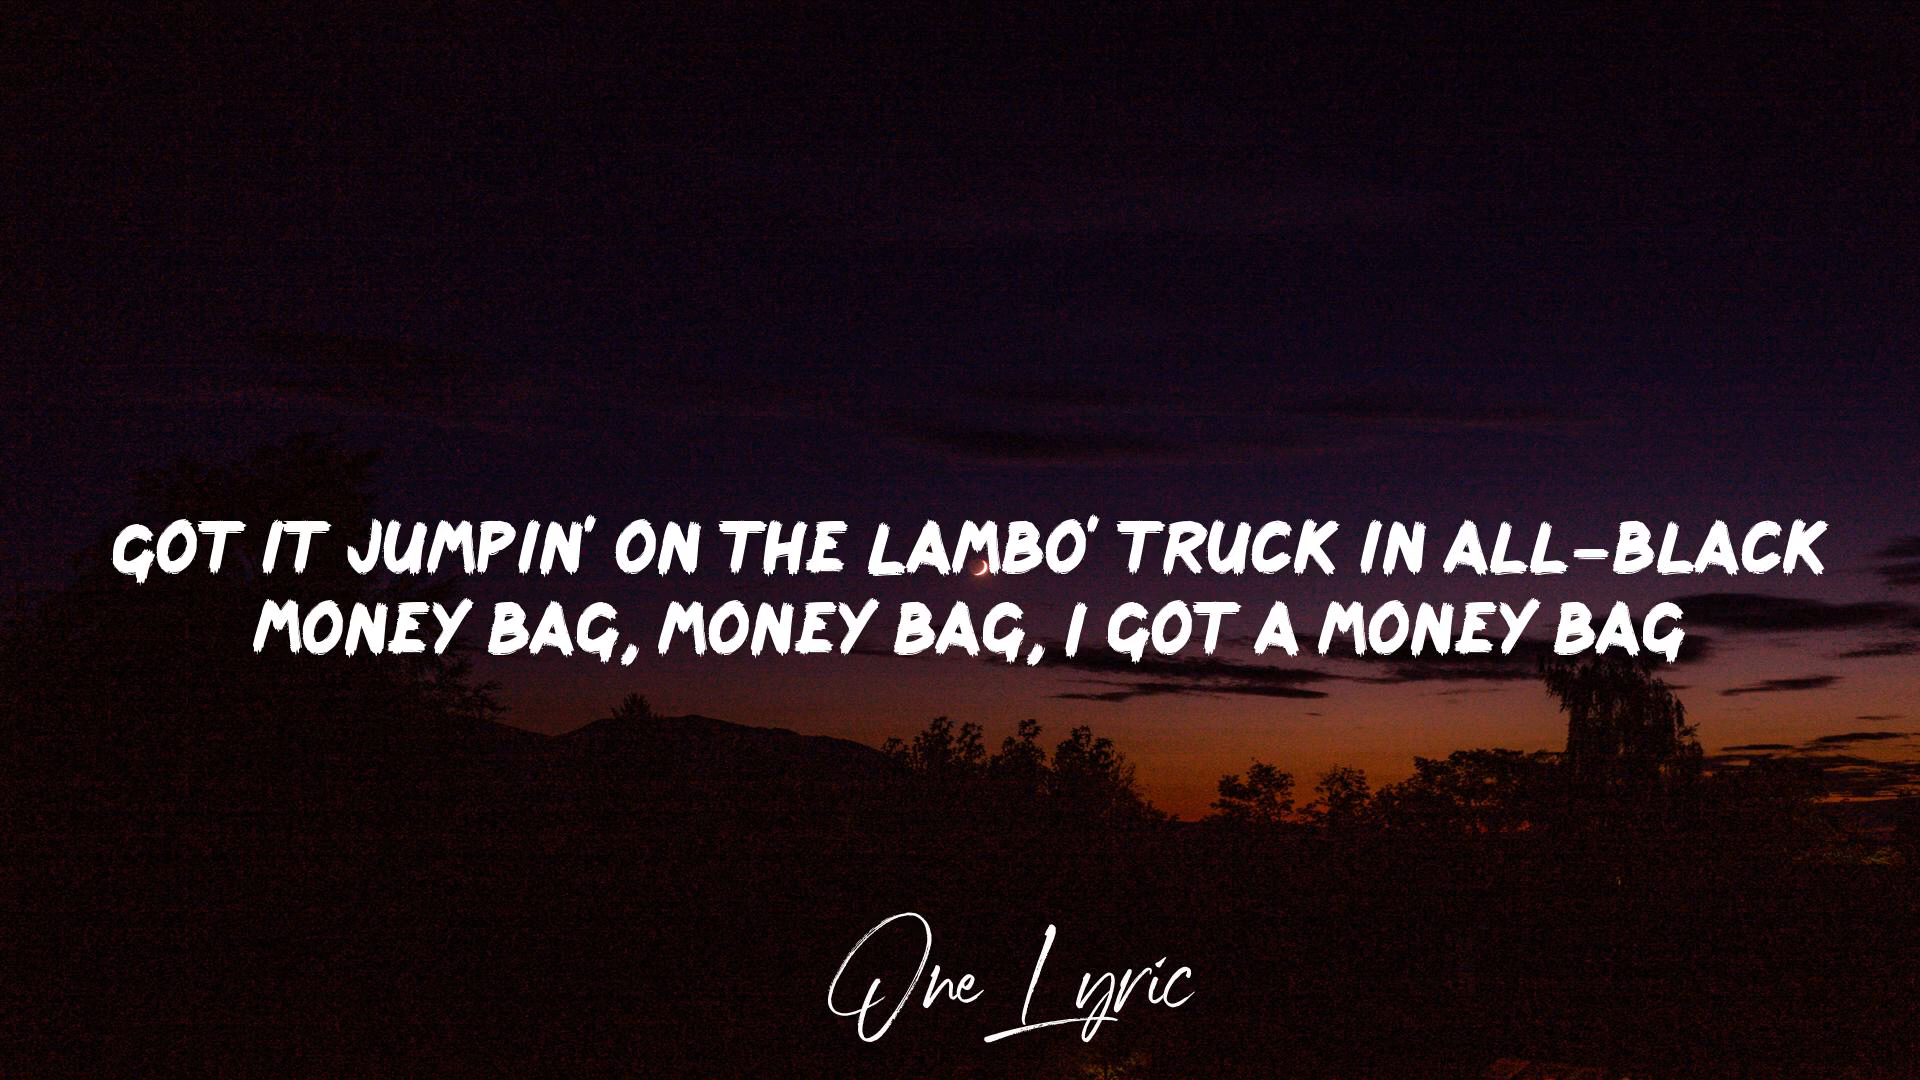 GOT IT JUMPIN' ON THE LAMBO' TRUCK IN ALL-BLACK
MONEY BAG, MONEY BAG, I GOT A MONEY BAG
One Lyric